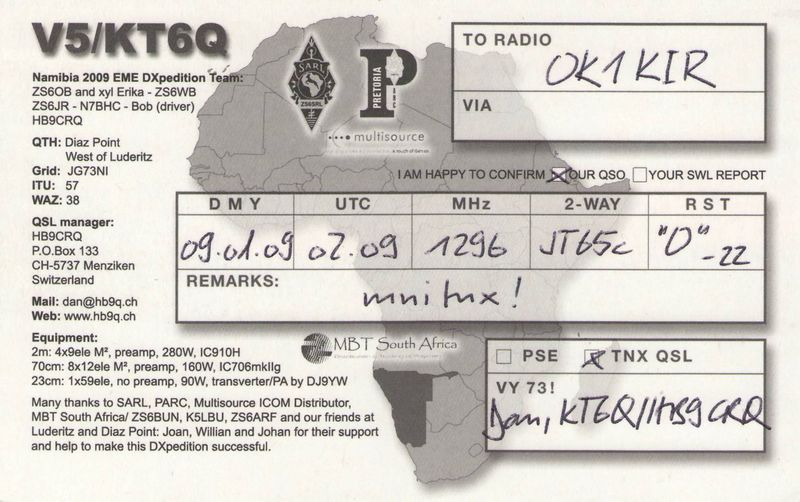 V5/KT6Q
Namibia 2009 EME DXpedition Team:
ZS6OB and xyl Erika - ZS6WB
ZS6JR - N7BHC - Bob (driver)
HB9CRQ
QTH: Diaz Point
West of Luderitz
Grid: JG73NI
ITU: 57
WAZ: 38
QSL manager:
HB9CRQ
P.O.Box 133
CH-5737 Menziken
Switzerland
Mail: dan@hb9q.ch
Web: www.hb9q.ch
Equipment:
2m: 4x9ele M², preamp, 280W, IC910H
70cm: 8x12ele M², preamp, 160W, IC706mkIIg
23cm: 1x59ele, no preamp, 90W, transverter/PA by DJ9YW
Many thanks to SARL, PARC, Multisource ICOM Distributor,
MBT South Africa/ ZS6BUN, K5LBU, ZS6ARF and our friends at
Luderitz and Diaz Point: Joan, Willian and Johan for their support
and help to make this DXpedition successful.
SARL
ZS6SRL
PRETORIA
multisource
TO RADIO
OK1KIR
VIA
I AM HAPPY TO CONFIRM OUR QSO YOUR SWL REPORT
D M Y UTC MHz 2-WAY R S T
09.01.09 02.09 1296 JT65c "O" -22
REMARKS:
mni tnx!
MBT South Africa
PSE TNX QSL
VY 73!
Dan, KT6Q/HB9CRQ